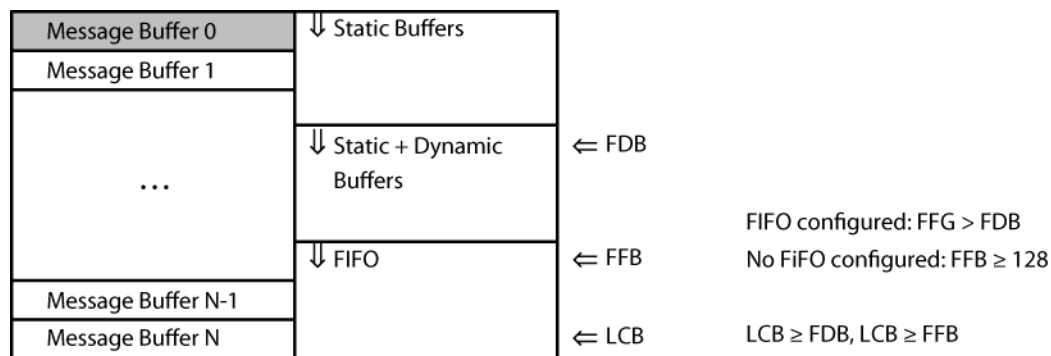 Message Buffer 0
⇓ Static Buffers
Message Buffer 1
⇓ Static + Dynamic
Buffers
⇐ FDB
...
FIFO configured: FFG > FDB
⇓ FIFO
⇐ FFB
No FiFO configured: FFB ≥ 128
Message Buffer N-1
Message Buffer N
⇐ LCB
LCB ≥ FDB, LCB ≥ FFB